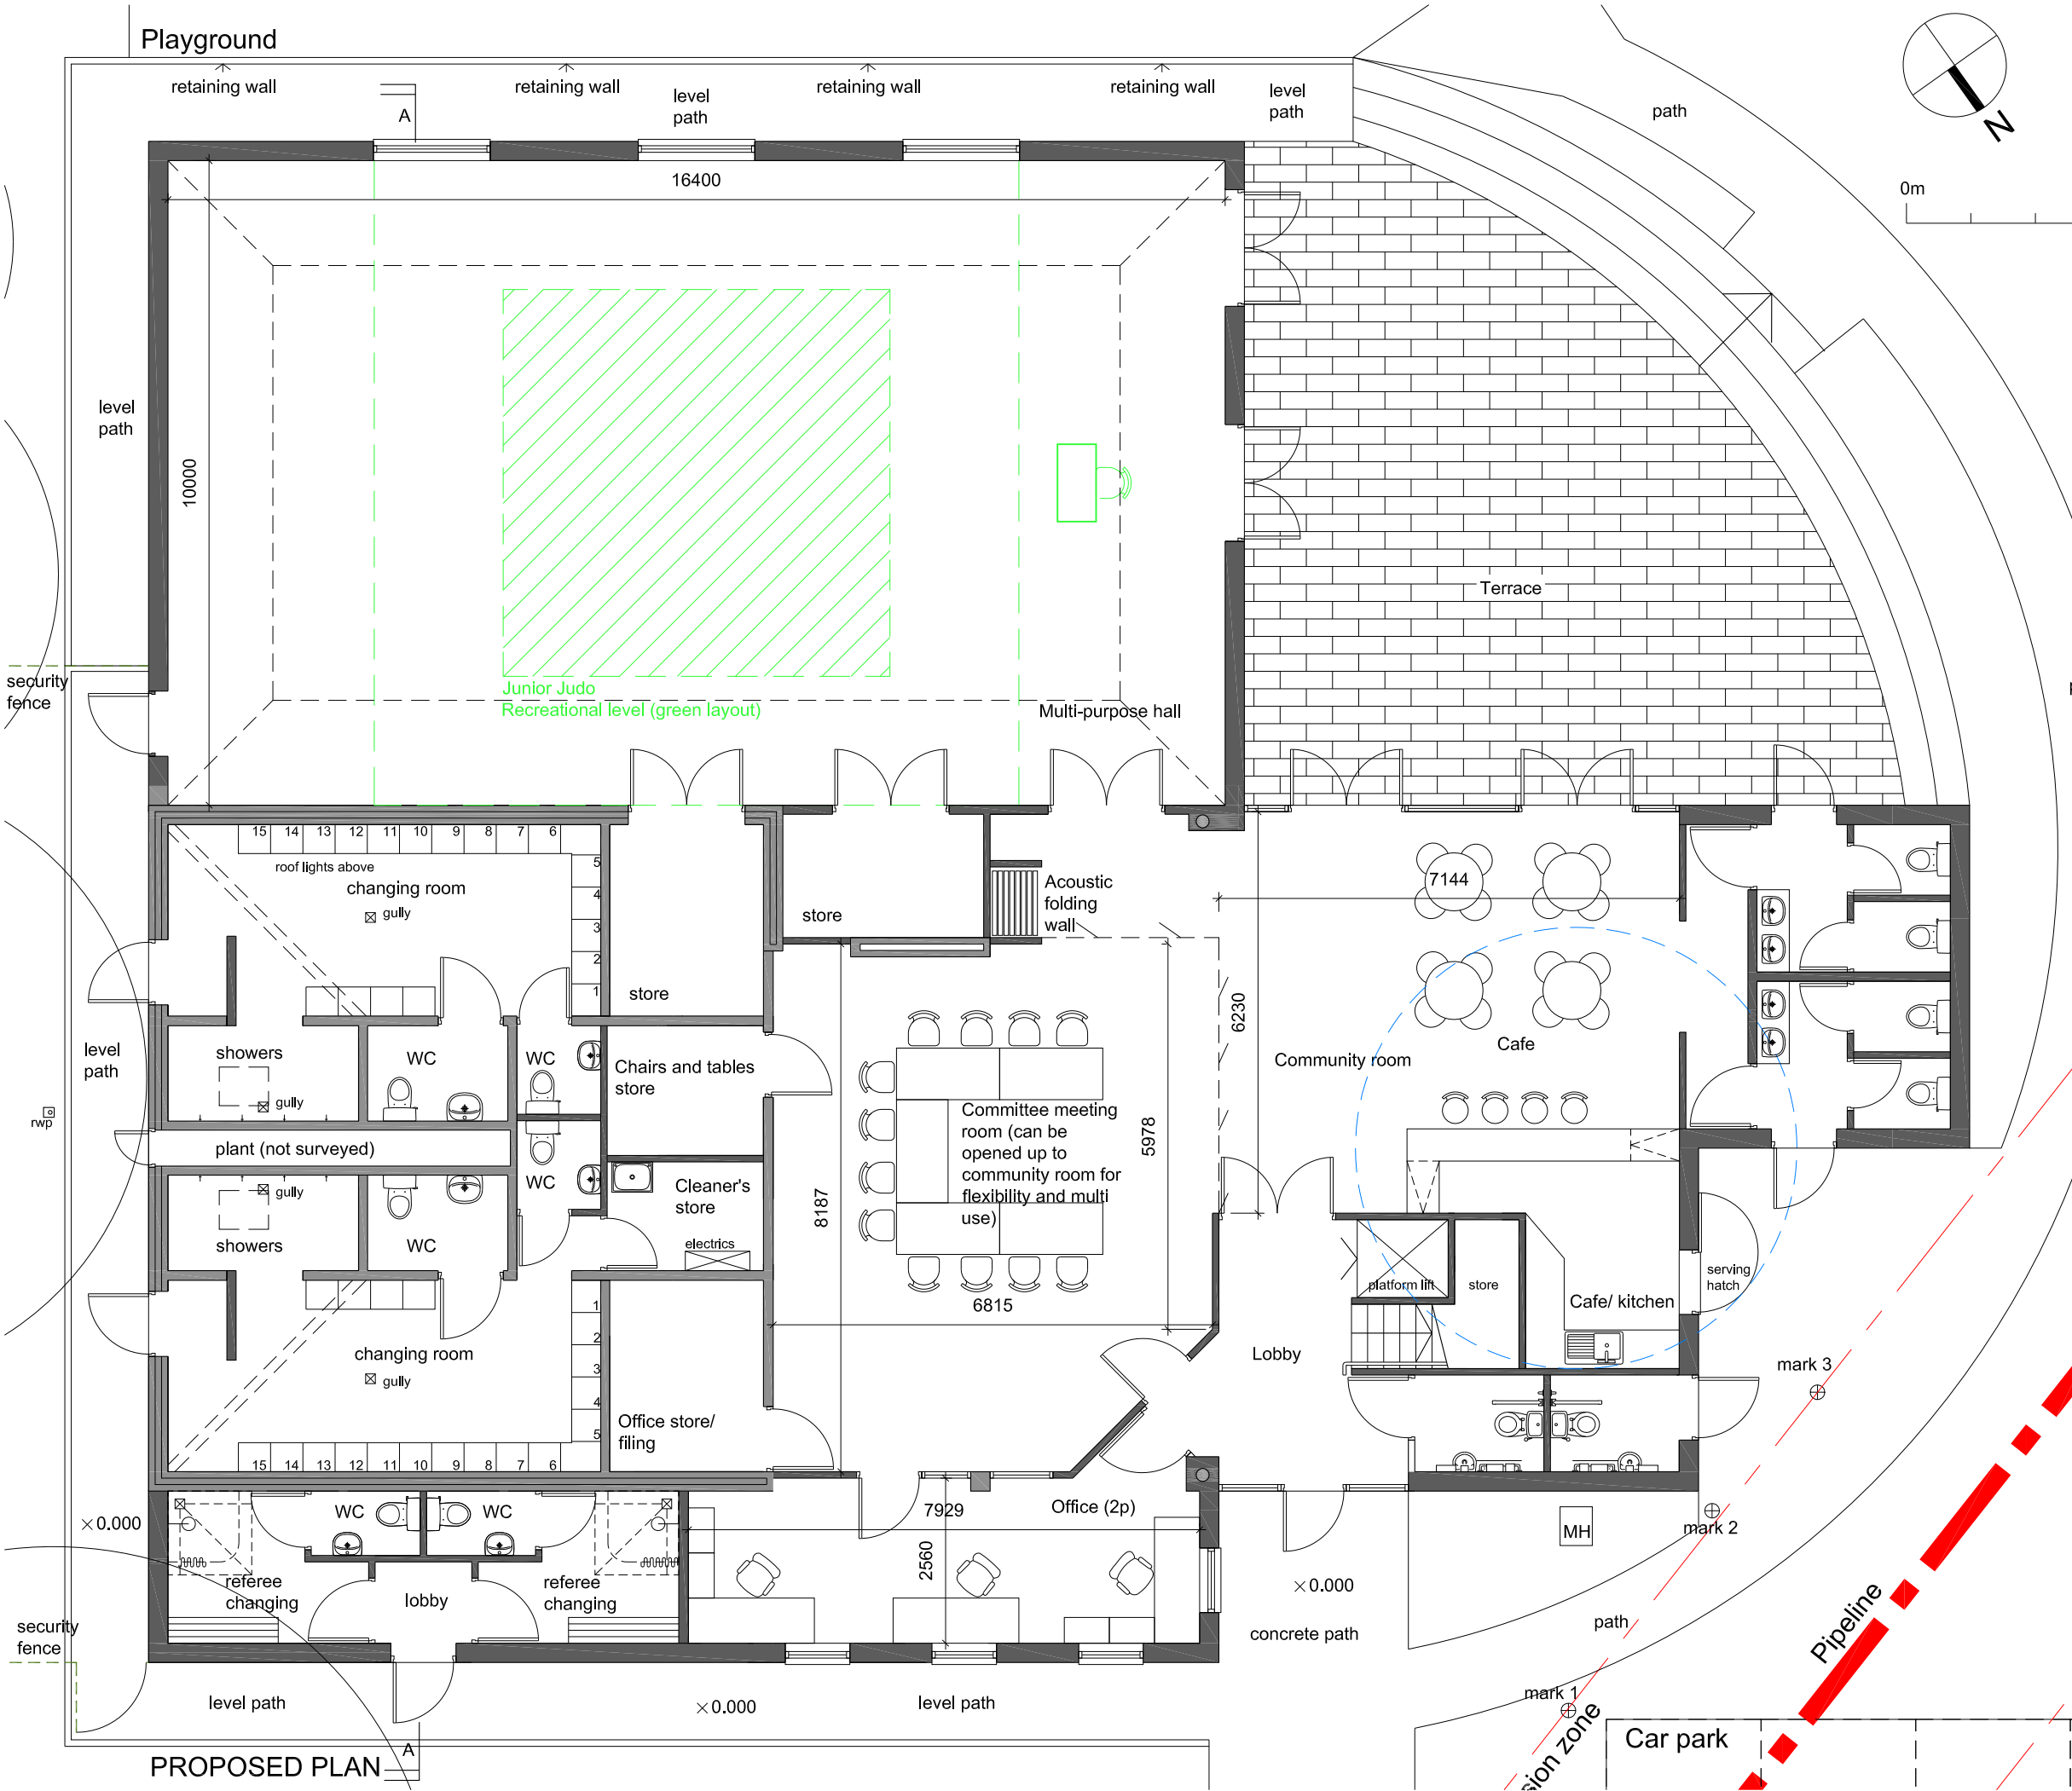 Playground
retaining wall
retaining wall
retaining wall
retaining wall
level
path
level
path
path
N
A
0m
16400
10000
level
path
Terrace
security
fence
Junior Judo
Recreational level (green layout)
Multi-purpose hall
15 14 13 12 11 10 9 8 7 6
roof lights above
changing room
gully
5
4
3
2
1
store
store
Acoustic
folding
wall
7144
6230
5978
8187
Community room
Cafe
level
path
rwp
showers
gully
WC
WC
Chairs and tables
store
Committee meeting
room (can be
opened up to
community room for
flexibility and multi
use)
plant (not surveyed)
gully
showers
WC
WC
Cleaner's
store
electrics
6815
platform lift
store
Cafe/ kitchen
serving
hatch
changing room
gully
1
2
3
4
5
15 14 13 12 11 10 9 8 7 6
Office store/
filing
Lobby
mark 3
×0.000
WC
WC
7929
Office (2p)
2560
MH
mark 2
referee
changing
lobby
referee
changing
×0.000
concrete path
path
Pipeline
security
fence
level path
×0.000
level path
mark 1
sion zone
Car park
PROPOSED PLAN
A